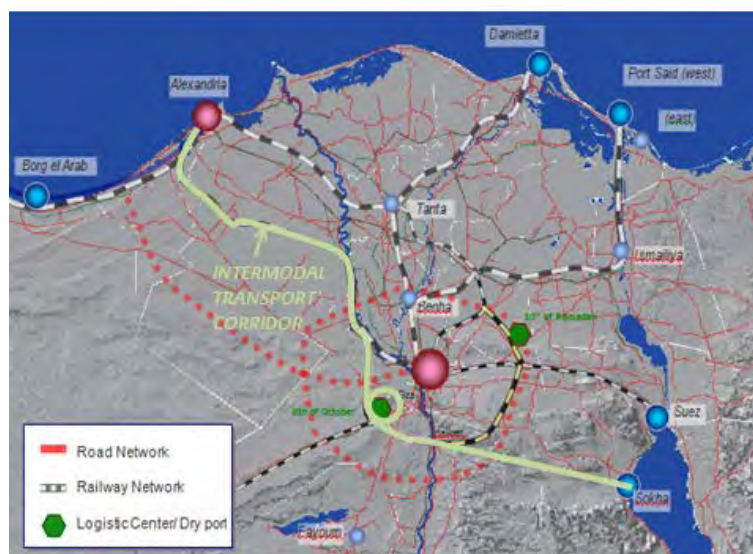 Damietta
Port Said (west)
Alexandria
(east)
Borg el Arab
Tanta
Ismailiya
INTERMODAL
TRANSPORT
CORRIDOR
Benha
10th of Ramadan
6th of October
Suez
Sokhna
Fayoum
Road Network
Railway Network
Logistic Center/ Dry port